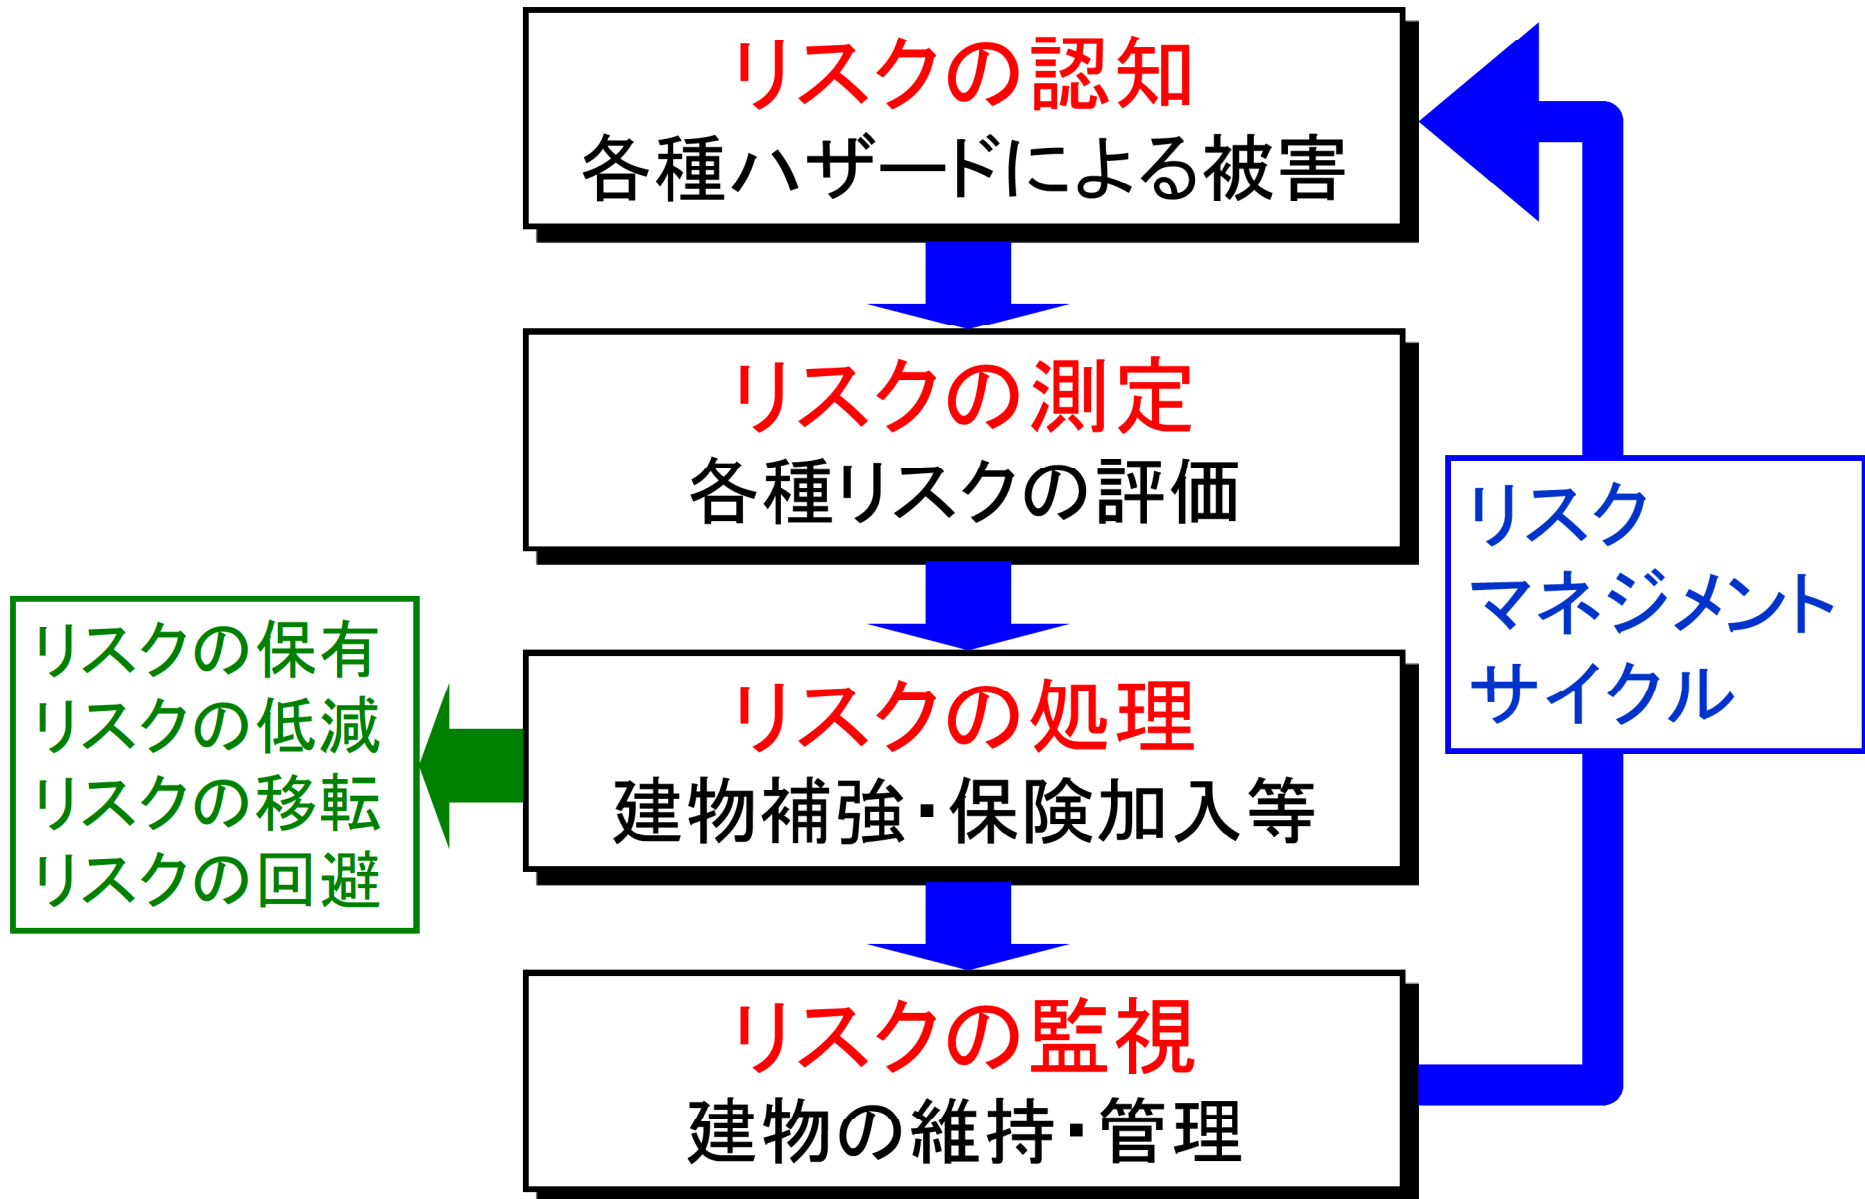 リスクの認知
各種ハザードによる被害
リスクの測定
各種リスクの評価
リスクの処理
建物補強・保険加入等
リスクの保有
リスクの低減
リスクの移転
リスクの回避
リスクの監視
建物の維持・管理
リスク
マネジメント
サイクル